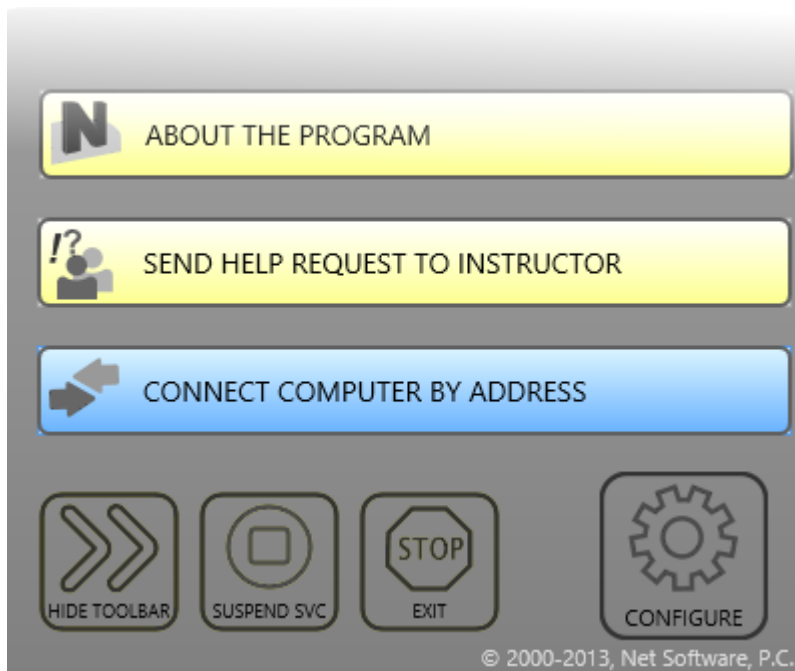 N
ABOUT THE PROGRAM
!?
SEND HELP REQUEST TO INSTRUCTOR
CONNECT COMPUTER BY ADDRESS
STOP
HIDE TOOLBAR
SUSPEND SVC
EXIT
CONFIGURE
© 2000-2013, Net Software, P.C.